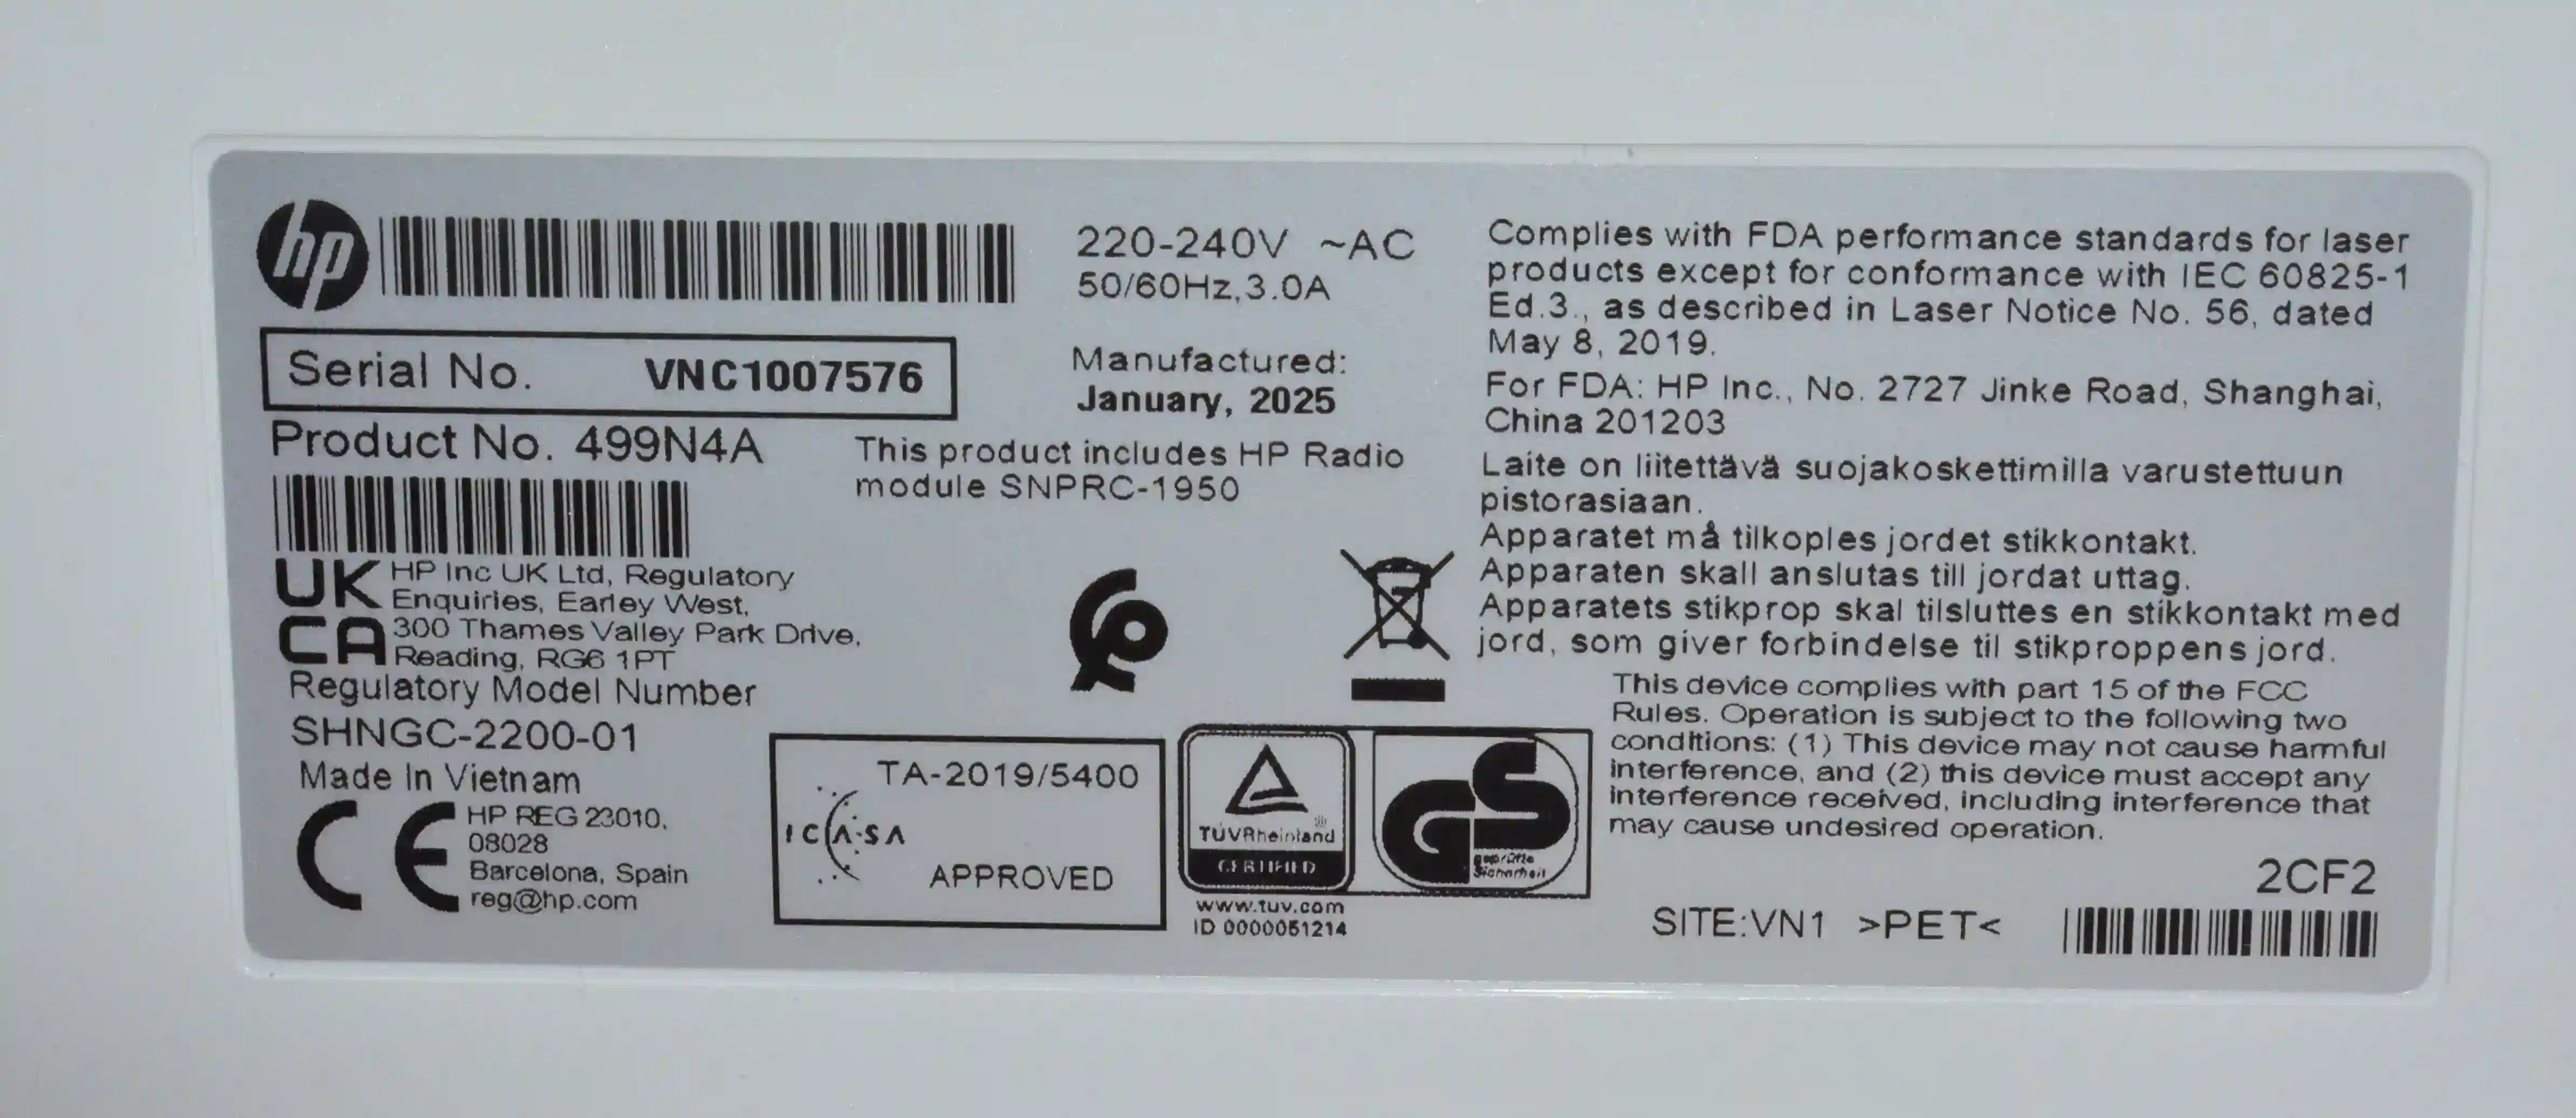 hp
220-240V ~AC
50/60Hz,3.0A
Serial No. VNC1007576
Manufactured:
January, 2025
Product No. 499N4A
This product includes HP Radio
module SNPRC-1950
UK
CA
HP Inc UK Ltd, Regulatory
Enquiries, Earley West,
300 Thames Valley Park Drive,
Reading, RG6 1PT
Regulatory Model Number
SHNGC-2200-01
Made In Vietnam
CE
HP REG 23010,
08028
Barcelona, Spain
reg@hp.com
TA-2019/5400
ICASA
APPROVED
TÜVRheinland
CERTIFIED
www.tuv.com
ID 0000051214
GS
geprüfte
Sicherheit
Complies with FDA performance standards for laser
products except for conformance with IEC 60825-1
Ed.3., as described in Laser Notice No. 56, dated
May 8, 2019.
For FDA: HP Inc., No. 2727 Jinke Road, Shanghai,
China 201203
Laite on liitettävä suojakoskettimilla varustettuun
pistorasiaan.
Apparatet må tilkoples jordet stikkontakt.
Apparaten skall anslutas till jordat uttag.
Apparatets stikprop skal tilsluttes en stikkontakt med
jord, som giver forbindelse til stikproppens jord.
This device complies with part 15 of the FCC
Rules. Operation is subject to the following two
conditions: (1) This device may not cause harmful
interference, and (2) this device must accept any
interference received, including interference that
may cause undesired operation.
2CF2
SITE:VN1 >PET<